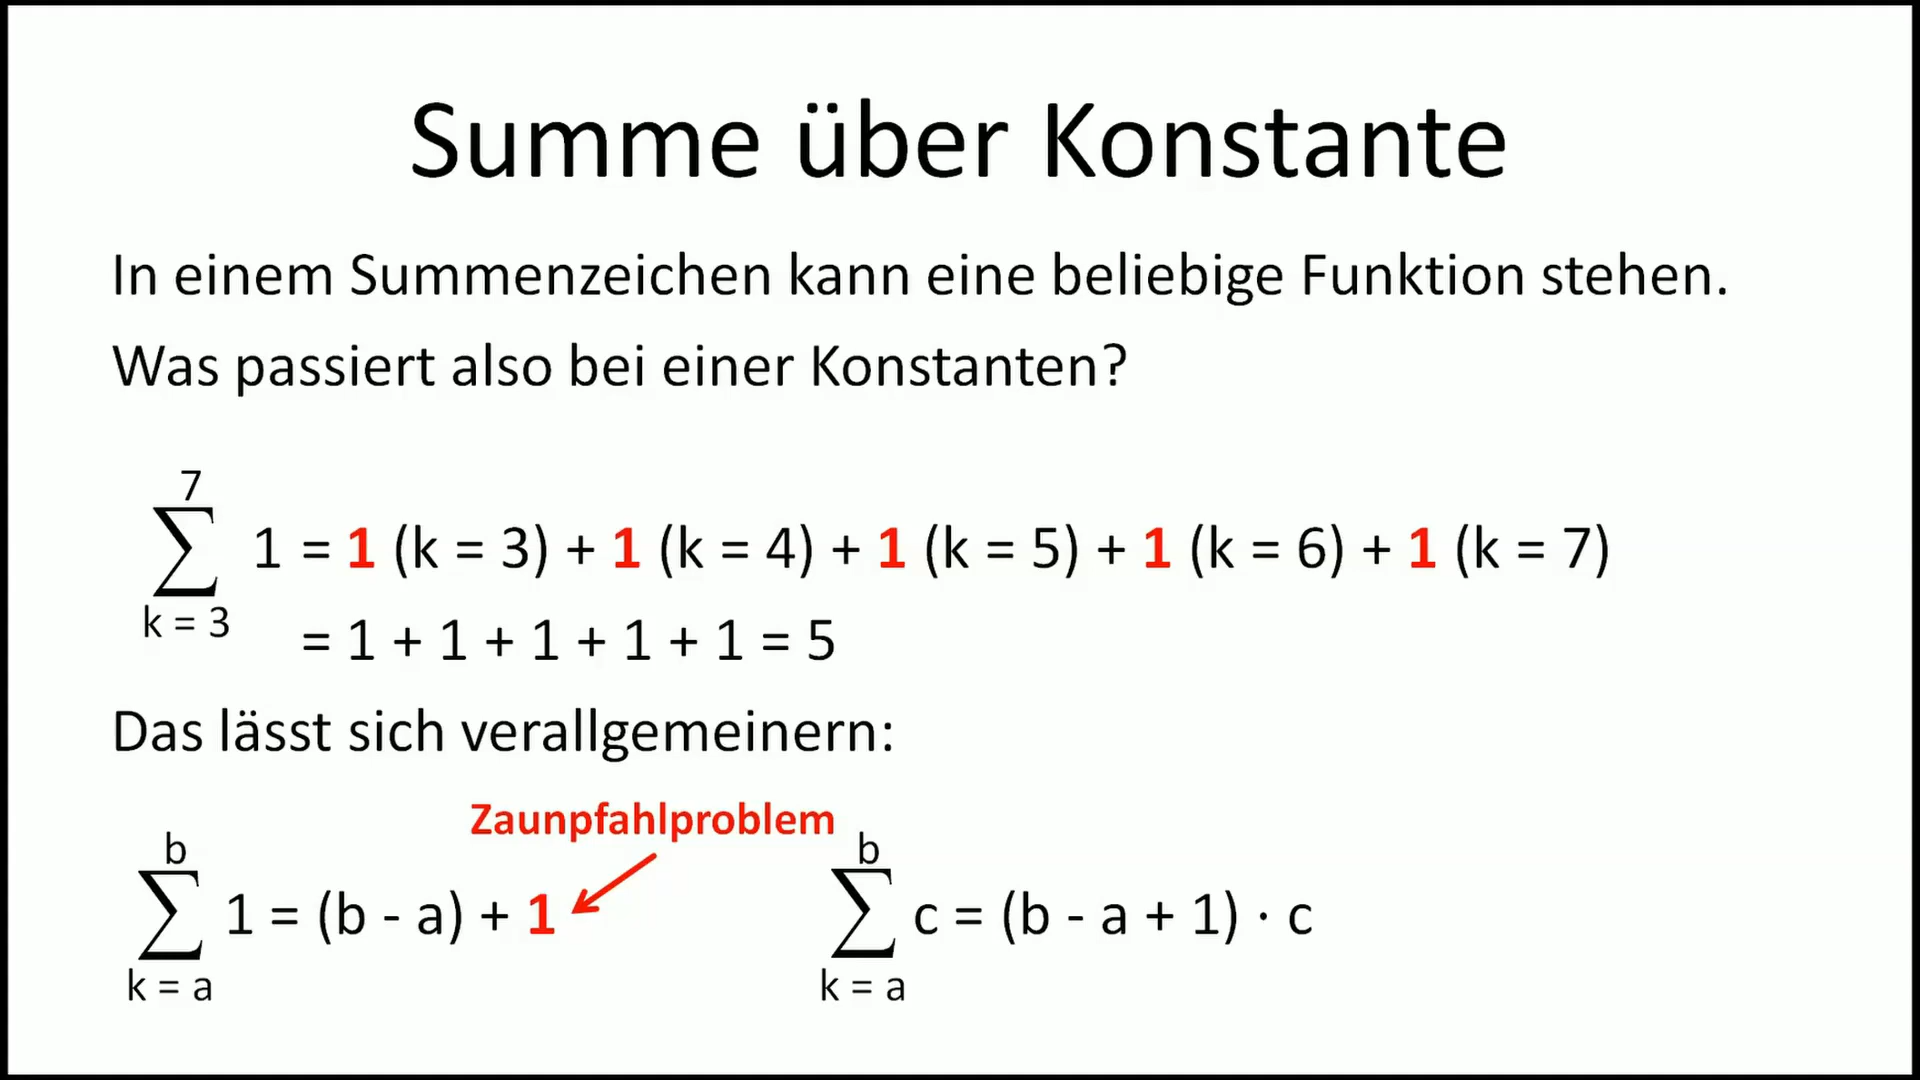 Summe über Konstante
In einem Summenzeichen kann eine beliebige Funktion stehen.
Was passiert also bei einer Konstanten?
7
∑ 1 = 1 (k = 3) + 1 (k = 4) + 1 (k = 5) + 1 (k = 6) + 1 (k = 7)
k = 3
= 1 + 1 + 1 + 1 + 1 = 5
Das lässt sich verallgemeinern:
Zaunpfahlproblem
b
∑ 1 = (b - a) + 1
k = a
b
∑ c = (b - a + 1) · c
k = a